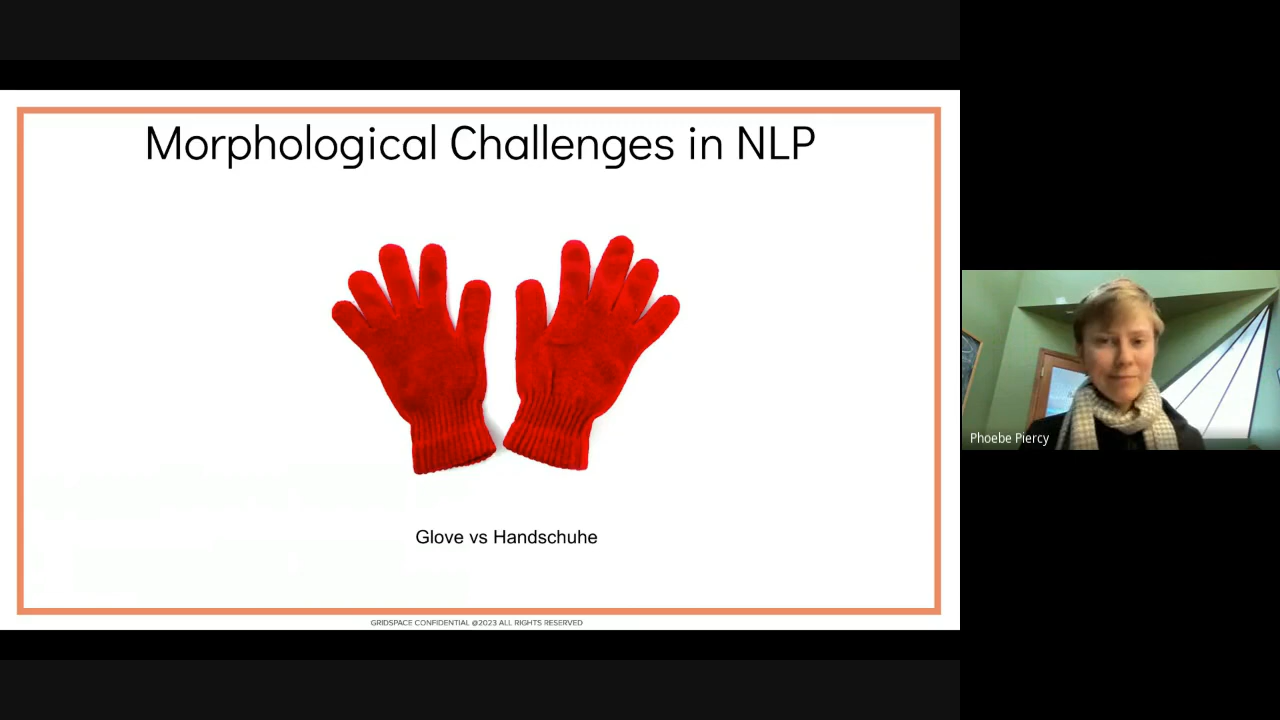 Morphological Challenges in NLP
Glove vs Handschuhe
GRIDSPACE CONFIDENTIAL @2023 ALL RIGHTS RESERVED
Phoebe Piercy